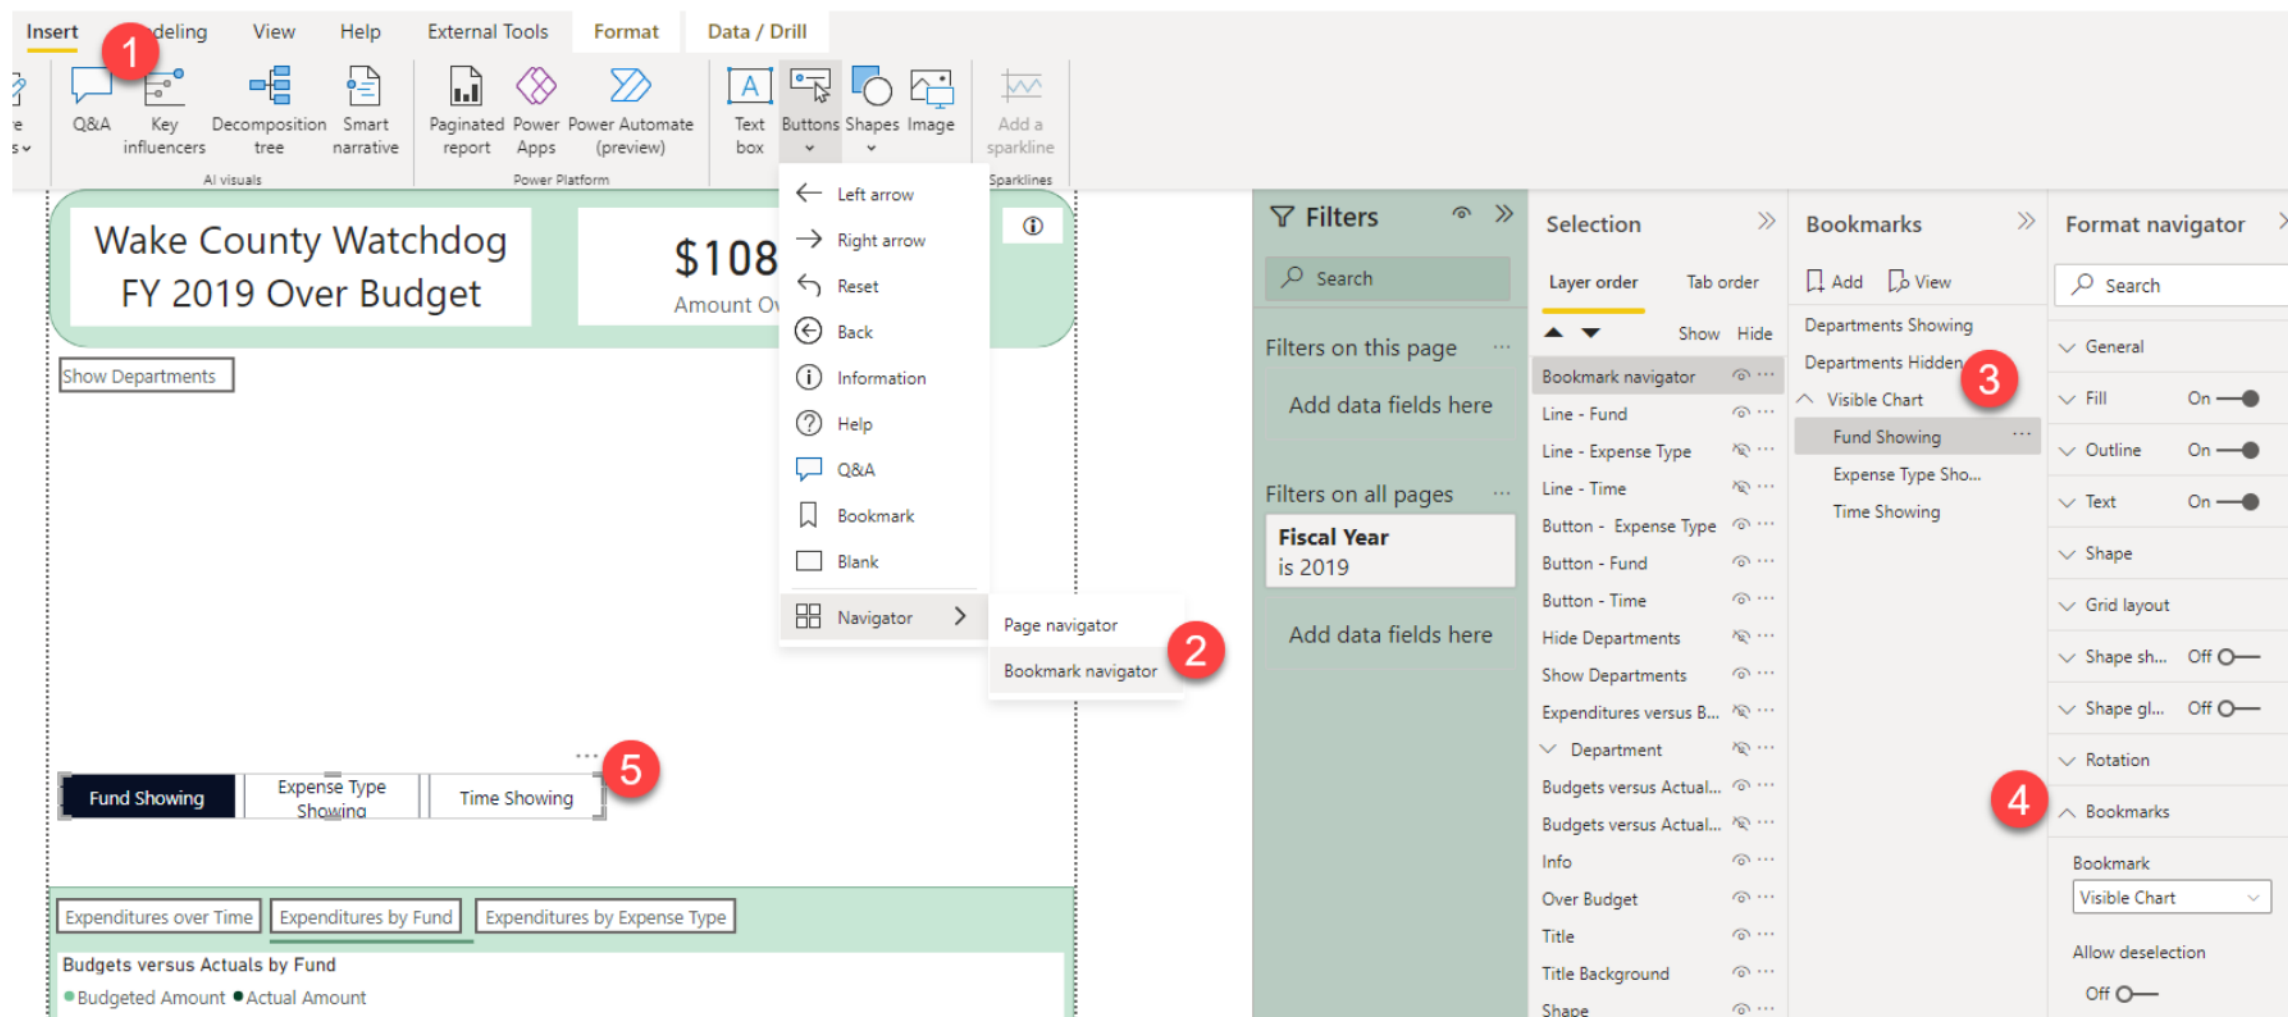 Insert
View
Help
External Tools
Format
Data / Drill
1
Q&A
Key
influencers
Decomposition
tree
Smart
narrative
AI visuals
Paginated
report
Power
Apps
Power Automate
(preview)
Power Platform
Text
box
Buttons
Shapes
Image
Add a
sparkline
Sparklines
Left arrow
Right arrow
Reset
Back
Information
Help
Q&A
Bookmark
Blank
Navigator
Page navigator
Bookmark navigator
2
Wake County Watchdog
FY 2019 Over Budget
$108
Amount
Show Departments
5
Fund Showing
Expense Type
Showing
Time Showing
Expenditures over Time
Expenditures by Fund
Expenditures by Expense Type
Budgets versus Actuals by Fund
Budgeted Amount
Actual Amount
Filters
Search
Filters on this page
Add data fields here
Filters on all pages
Fiscal Year
is 2019
Add data fields here
Selection
Layer order
Tab order
Show
Hide
Bookmark navigator
Line - Fund
Line - Expense Type
Line - Time
Button - Expense Type
Button - Fund
Button - Time
Hide Departments
Show Departments
Expenditures versus B...
Department
Budgets versus Actual...
Budgets versus Actual...
Info
Over Budget
Title
Title Background
Shape
Bookmarks
Add
View
Departments Showing
Departments Hidden
3
Visible Chart
Fund Showing
Expense Type Sho...
Time Showing
Format navigator
Search
General
Fill On
Outline On
Text On
Shape
Grid layout
Shape sh... Off
Shape gl... Off
Rotation
4
Bookmarks
Bookmark
Visible Chart
Allow deselection
Off